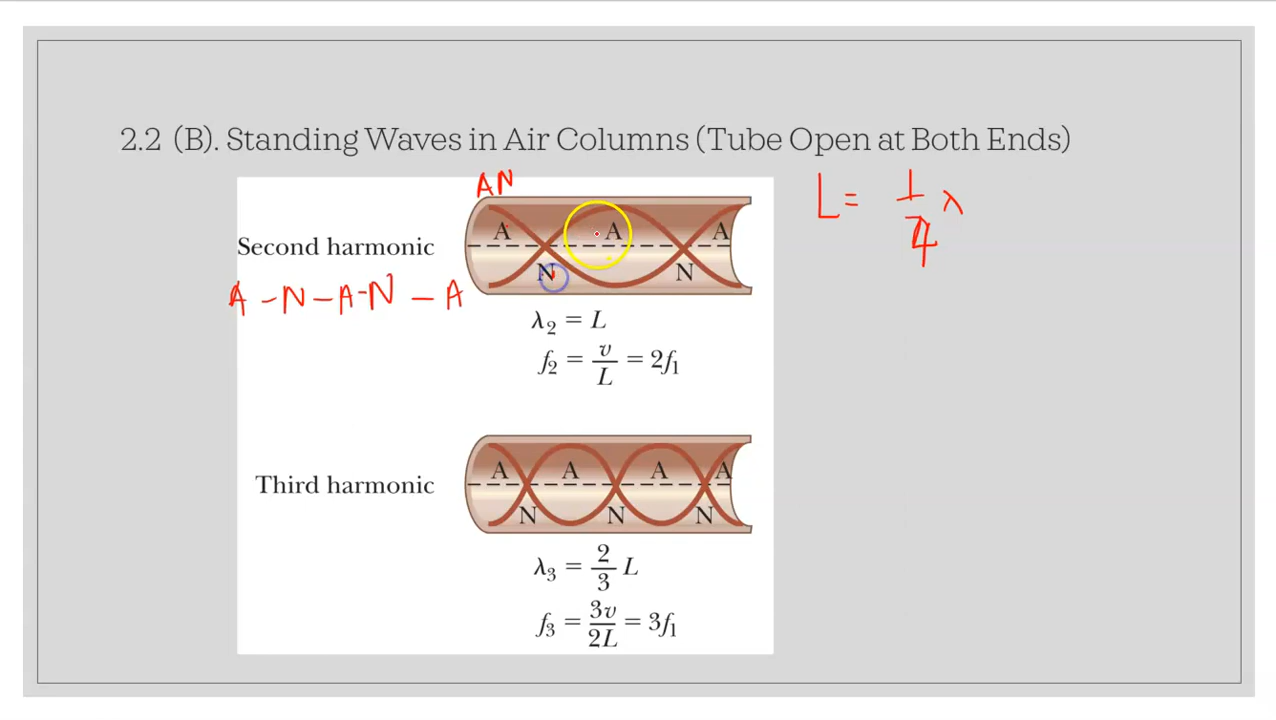 2.2 (B). Standing Waves in Air Columns (Tube Open at Both Ends)
AN
L = 1/4 λ
A A A
Second harmonic
N N
A - N - A - N - A
λ₂ = L
f₂ = v/L = 2f₁
A A A A
Third harmonic
N N N
λ₃ = 2/3 L
f₃ = 3v/2L = 3f₁